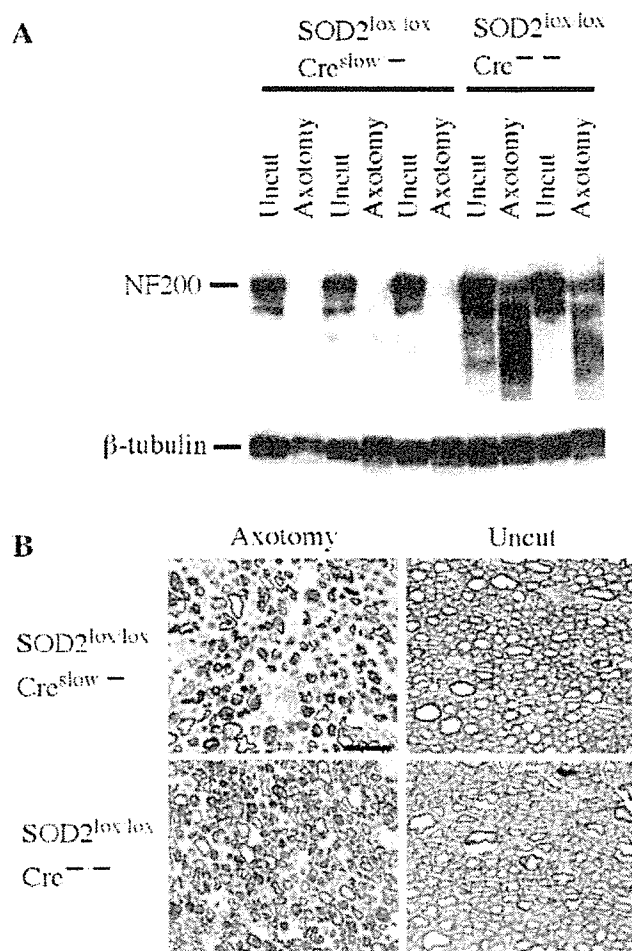 A
SOD2lox/lox SOD2lox/lox
Creslow – Cre– –
Uncut Axotomy Uncut Axotomy Uncut Axotomy Uncut Axotomy Uncut Axotomy
NF200
β-tubulin
B
Axotomy Uncut
SOD2lox/lox
Creslow –
SOD2lox/lox
Cre– –